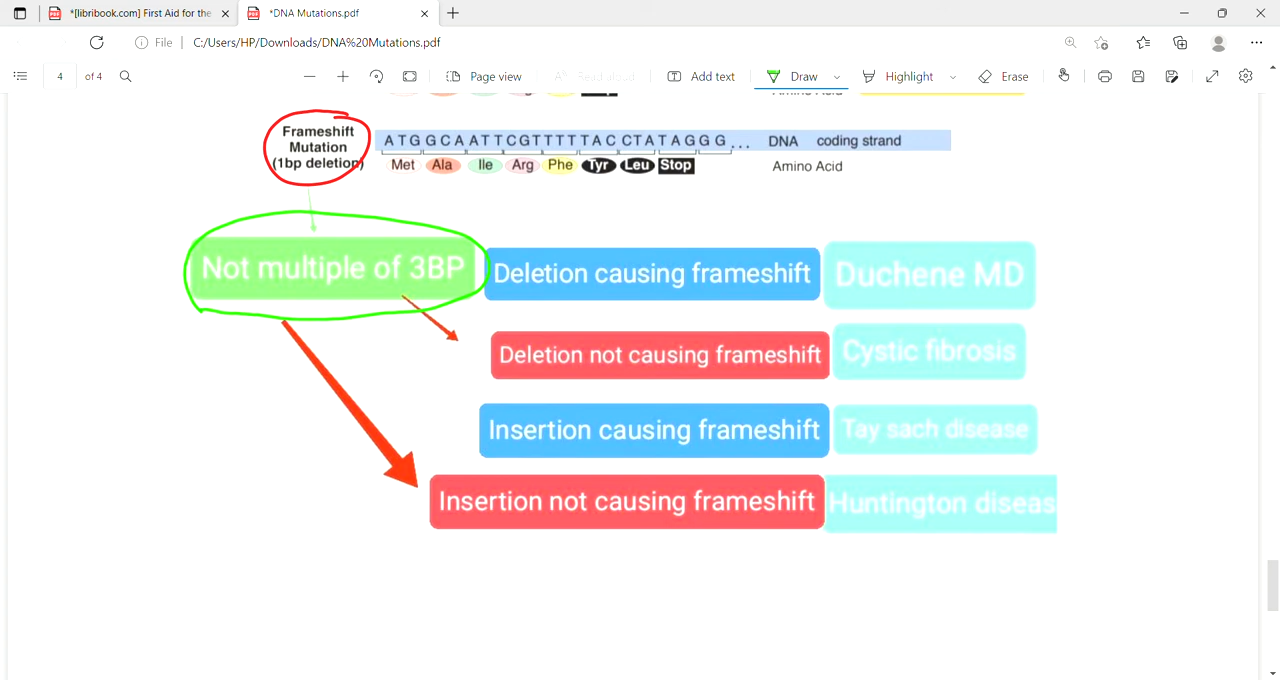 *[libribook.com] First Aid for the
*DNA Mutations.pdf
File
C:/Users/HP/Downloads/DNA%20Mutations.pdf
4 of 4
Page view
Read aloud
Add text
Draw
Highlight
Erase
Frameshift
Mutation
(1bp deletion)
ATGGCAATTCGTTTTTACCTATAGGG... DNA coding strand
Met Ala Ile Arg Phe Tyr Leu Stop Amino Acid
Not multiple of 3BP
Deletion causing frameshift
Duchene MD
Deletion not causing frameshift
Cystic fibrosis
Insertion causing frameshift
Tay sach disease
Insertion not causing frameshift
Huntington diseas